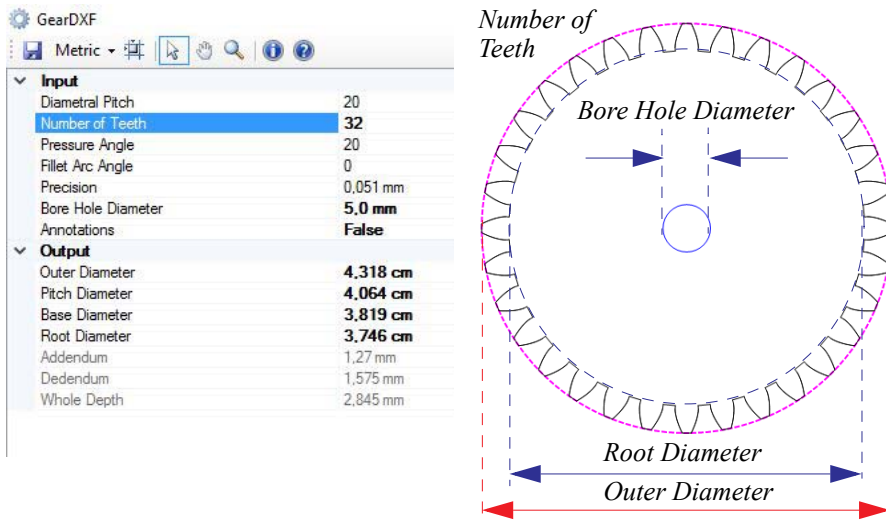 GearDXF
Metric
Input
Diametral Pitch 20
Number of Teeth 32
Pressure Angle 20
Fillet Arc Angle 0
Precision 0,051 mm
Bore Hole Diameter 5,0 mm
Annotations False
Output
Outer Diameter 4,318 cm
Pitch Diameter 4,064 cm
Base Diameter 3,819 cm
Root Diameter 3,746 cm
Addendum 1,27 mm
Dedendum 1,575 mm
Whole Depth 2,845 mm
Number of
Teeth
Bore Hole Diameter
Root Diameter
Outer Diameter